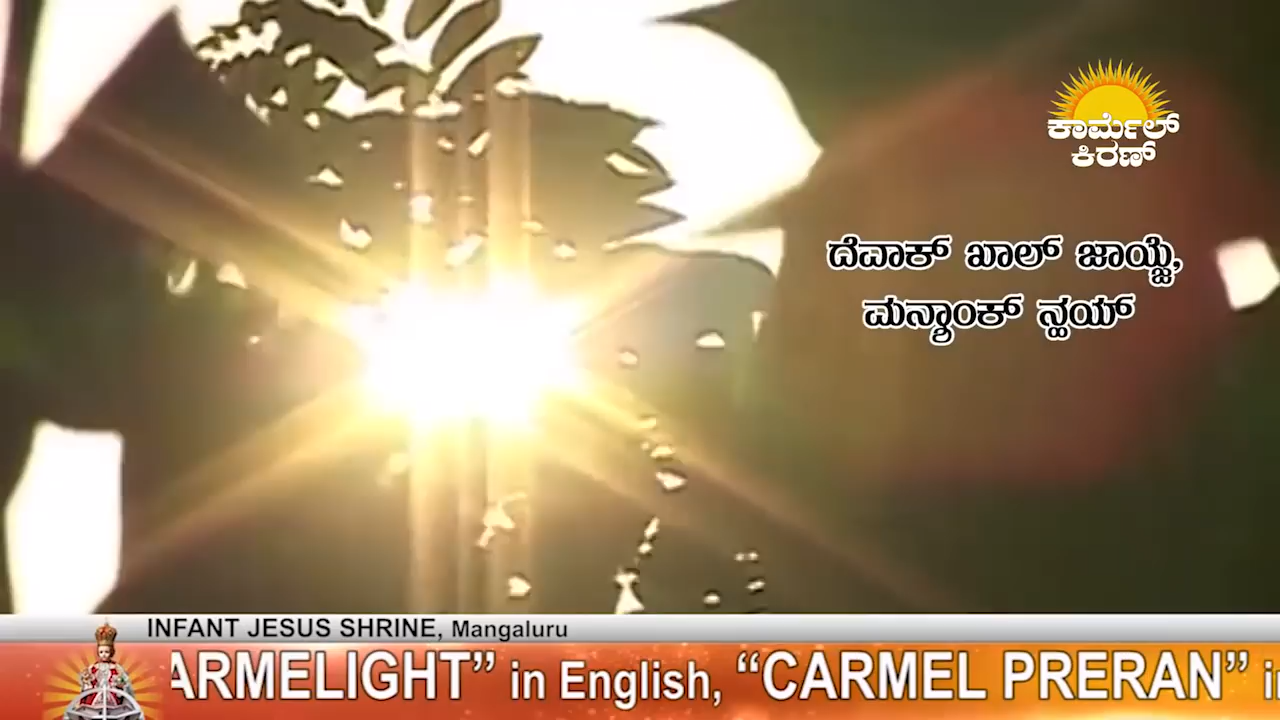 ಕಾರ್ಮೆಲ್
ಕಿರಣ್
ದೆವಾಕ್ ಖಾಲ್ ಜಾಯ್ಜೆ,
ಮನ್ಶಾಂಕ್ ನ್ಹಯ್
INFANT JESUS SHRINE, Mangaluru
ARMELIGHT” in English, “CARMEL PRERAN” in